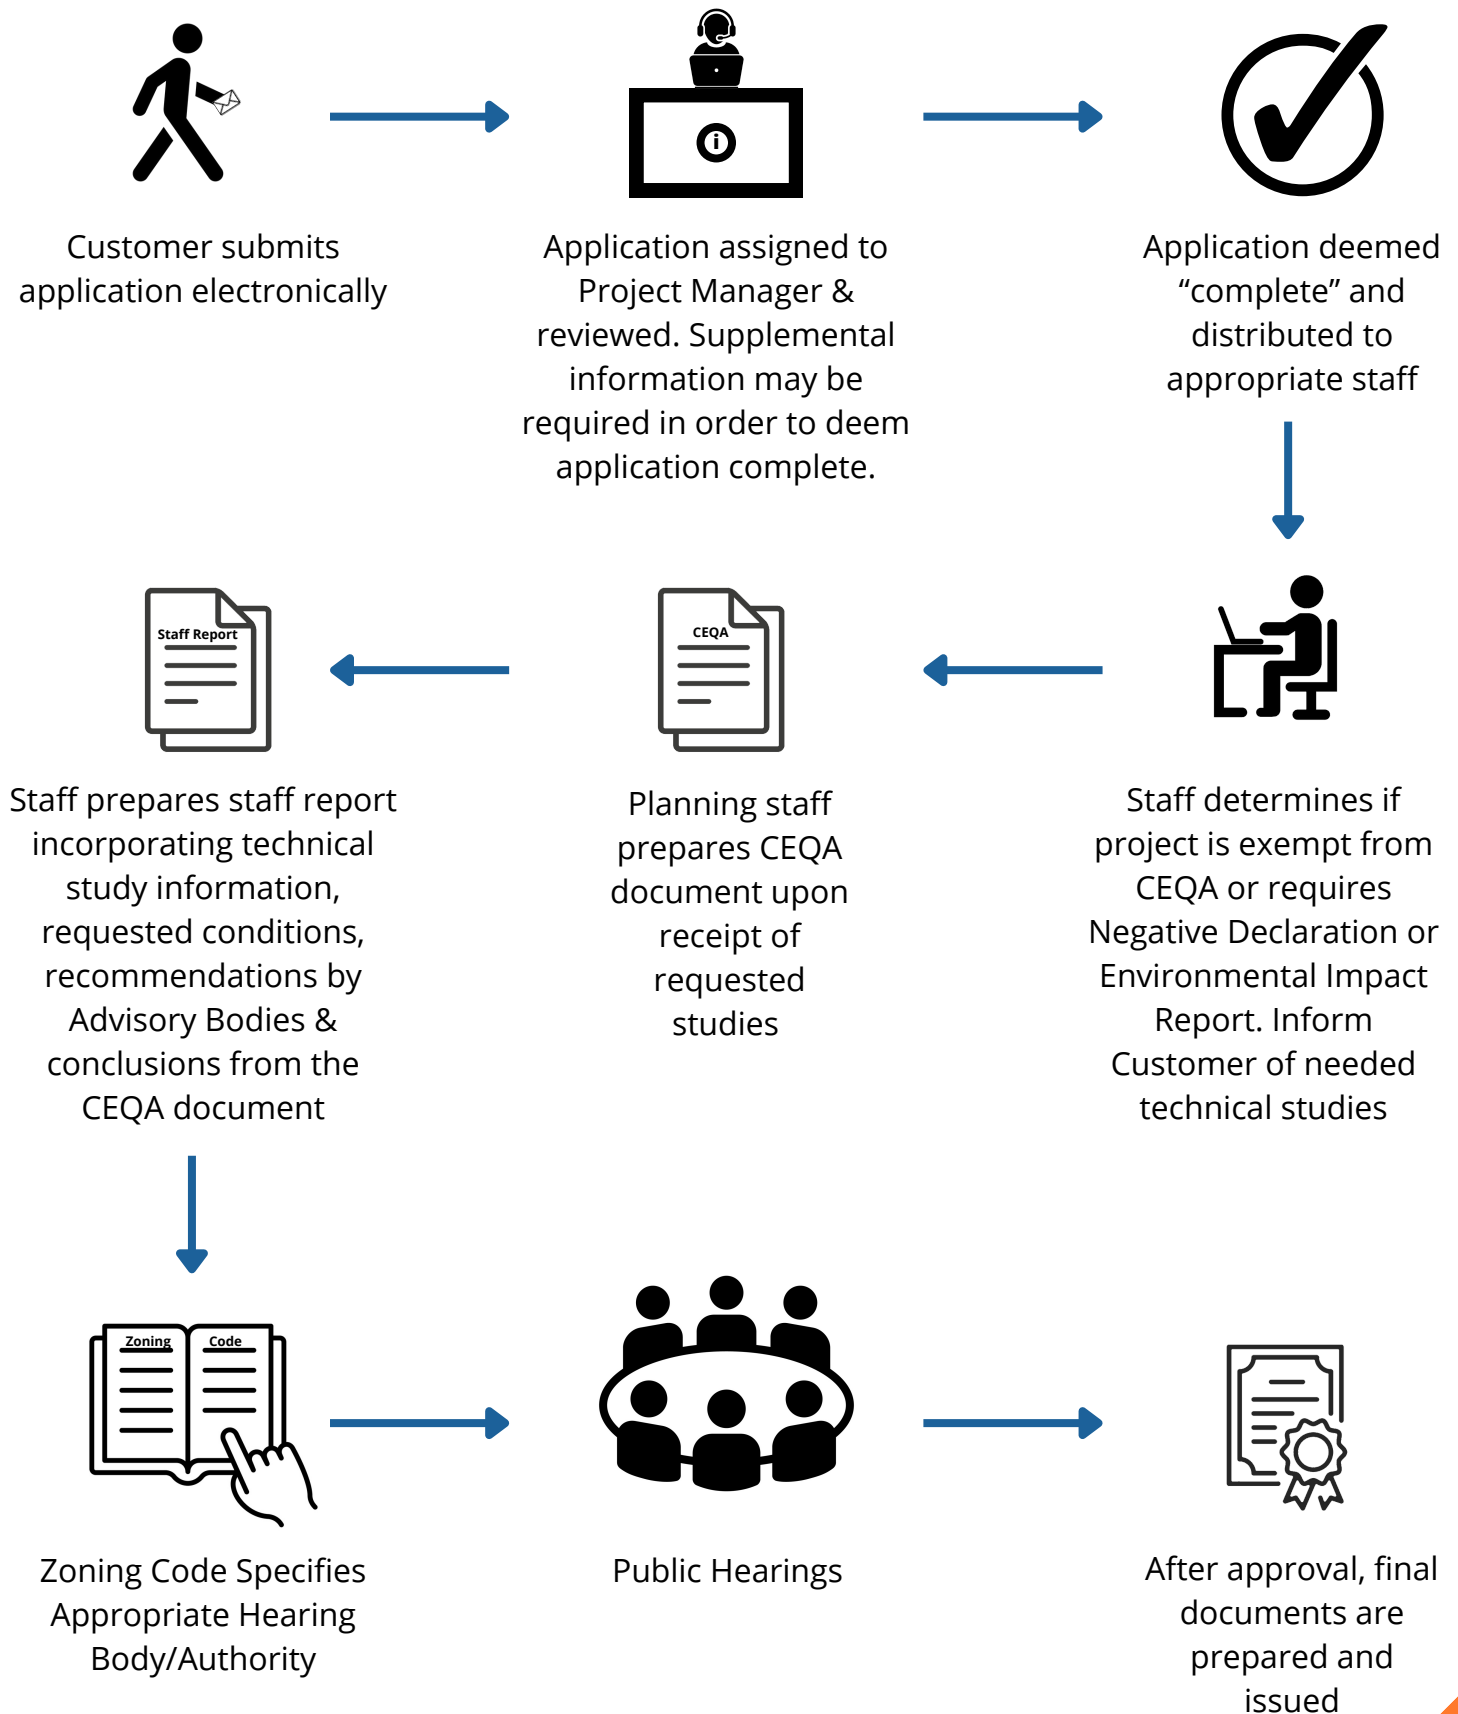 Customer submits
application electronically
i
Application assigned to
Project Manager &
reviewed. Supplemental
information may be
required in order to deem
application complete.
Application deemed
“complete” and
distributed to
appropriate staff
Staff determines if
project is exempt from
CEQA or requires
Negative Declaration or
Environmental Impact
Report. Inform
Customer of needed
technical studies
CEQA
Planning staff
prepares CEQA
document upon
receipt of
requested
studies
Staff Report
Staff prepares staff report
incorporating technical
study information,
requested conditions,
recommendations by
Advisory Bodies &
conclusions from the
CEQA document
Zoning Code
Zoning Code Specifies
Appropriate Hearing
Body/Authority
Public Hearings
After approval, final
documents are
prepared and
issued